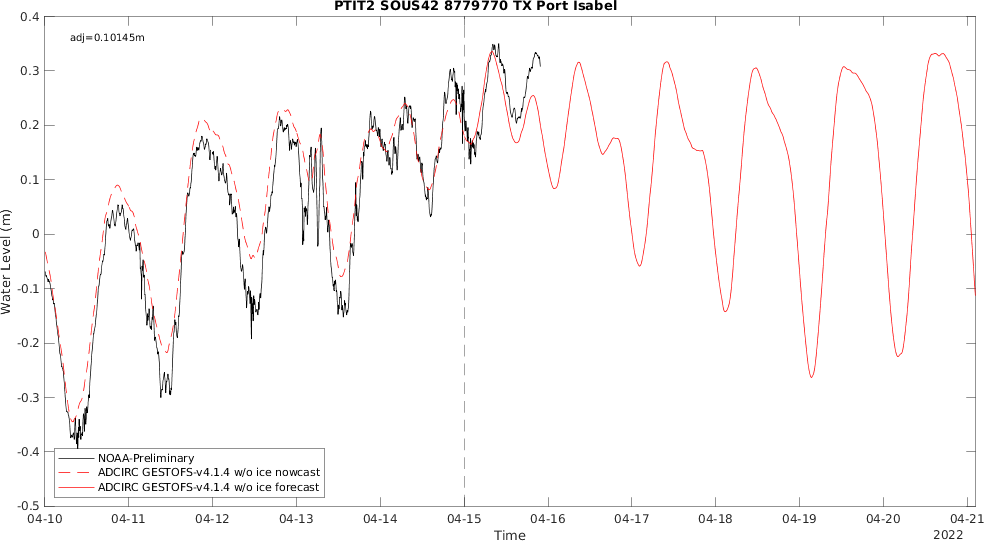 PTIT2 SOUS42 8779770 TX Port Isabel
adj=0.10145m
0.4
0.3
0.2
0.1
0
-0.1
-0.2
-0.3
-0.4
-0.5
Water Level (m)
NOAA-Preliminary
ADCIRC GESTOFS-v4.1.4 w/o ice nowcast
ADCIRC GESTOFS-v4.1.4 w/o ice forecast
04-10 04-11 04-12 04-13 04-14 04-15 04-16 04-17 04-18 04-19 04-20 04-21
Time
2022